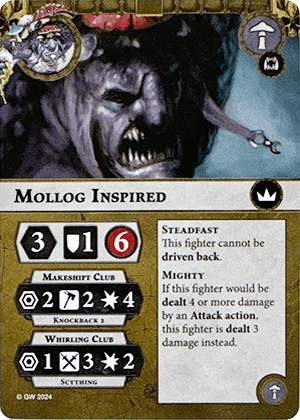 MOLLOG INSPIRED
3 1 6
STEADFAST
This fighter cannot be
driven back.
MIGHTY
If this fighter would be
dealt 4 or more damage
by an Attack action,
this fighter is dealt 3
damage instead.
MAKESHIFT CLUB
2 2 4
KNOCKBACK 2
WHIRLING CLUB
1 3 2
SCYTHING
© GW 2024